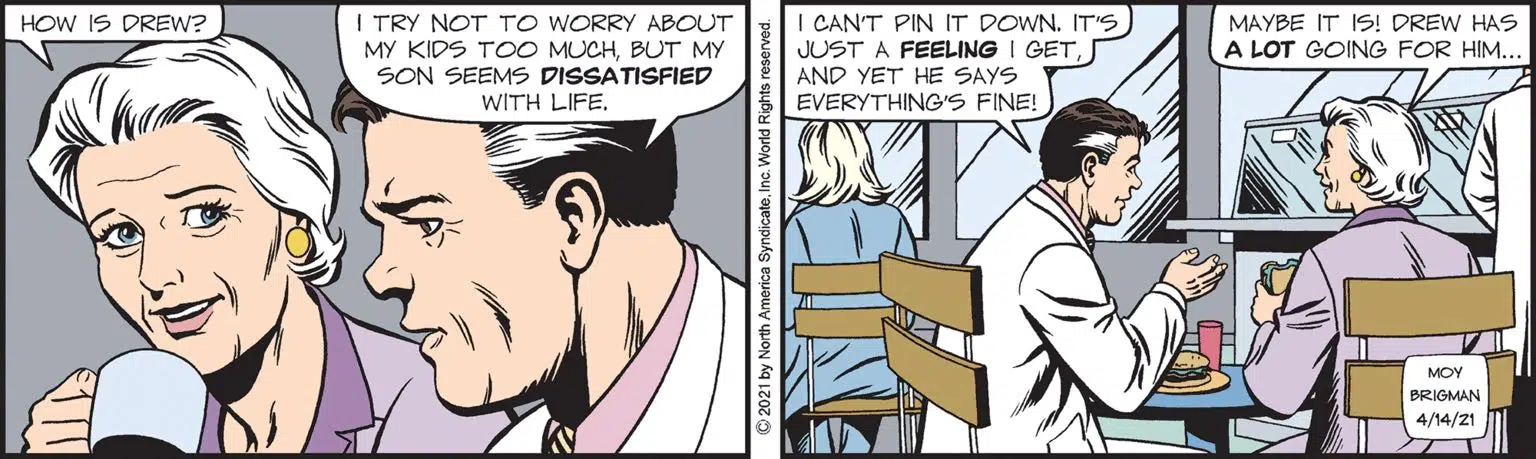 HOW IS DREW?
I TRY NOT TO WORRY ABOUT
MY KIDS TOO MUCH, BUT MY
SON SEEMS DISSATISFIED
WITH LIFE.
© 2021 by North America Syndicate, Inc. World Rights reserved.
I CAN'T PIN IT DOWN. IT'S
JUST A FEELING I GET,
AND YET HE SAYS
EVERYTHING'S FINE!
MAYBE IT IS! DREW HAS
A LOT GOING FOR HIM...
MOY
BRIGMAN
4/14/21